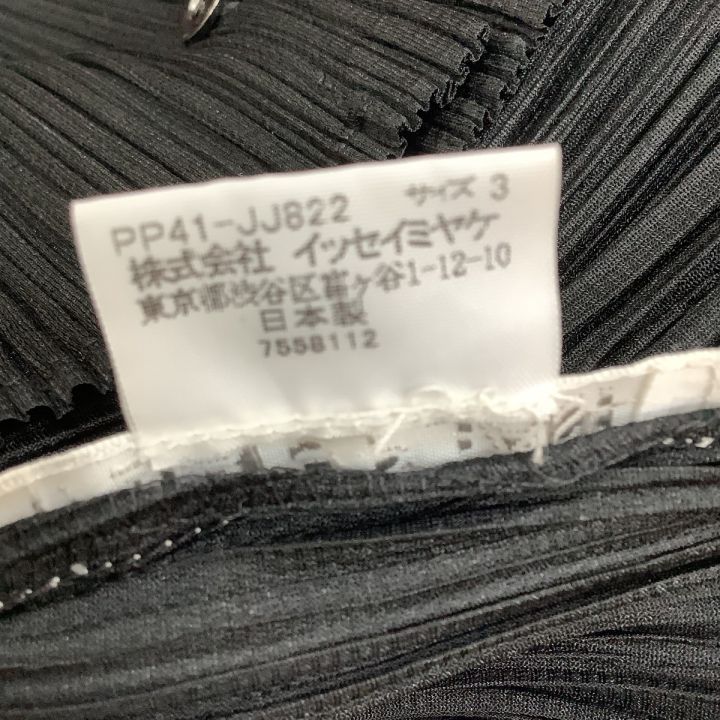 PP41-JJ822 サイズ 3
株式会社 イッセイミヤケ
東京都渋谷区富ヶ谷1-12-10
日本製
7558112